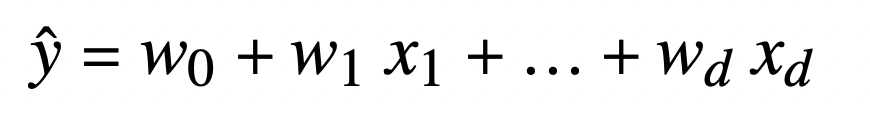 ŷ = w₀ + w₁ x₁ + … + w_d x_d